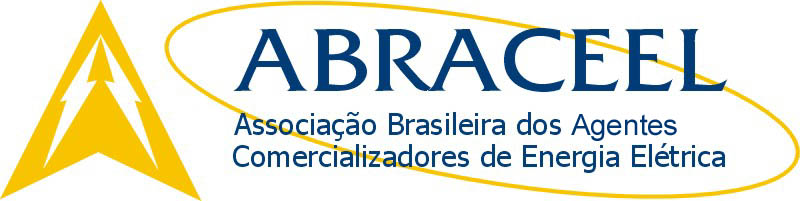 ABRACEEL
Associação Brasileira dos Agentes
Comercializadores de Energia Elétrica